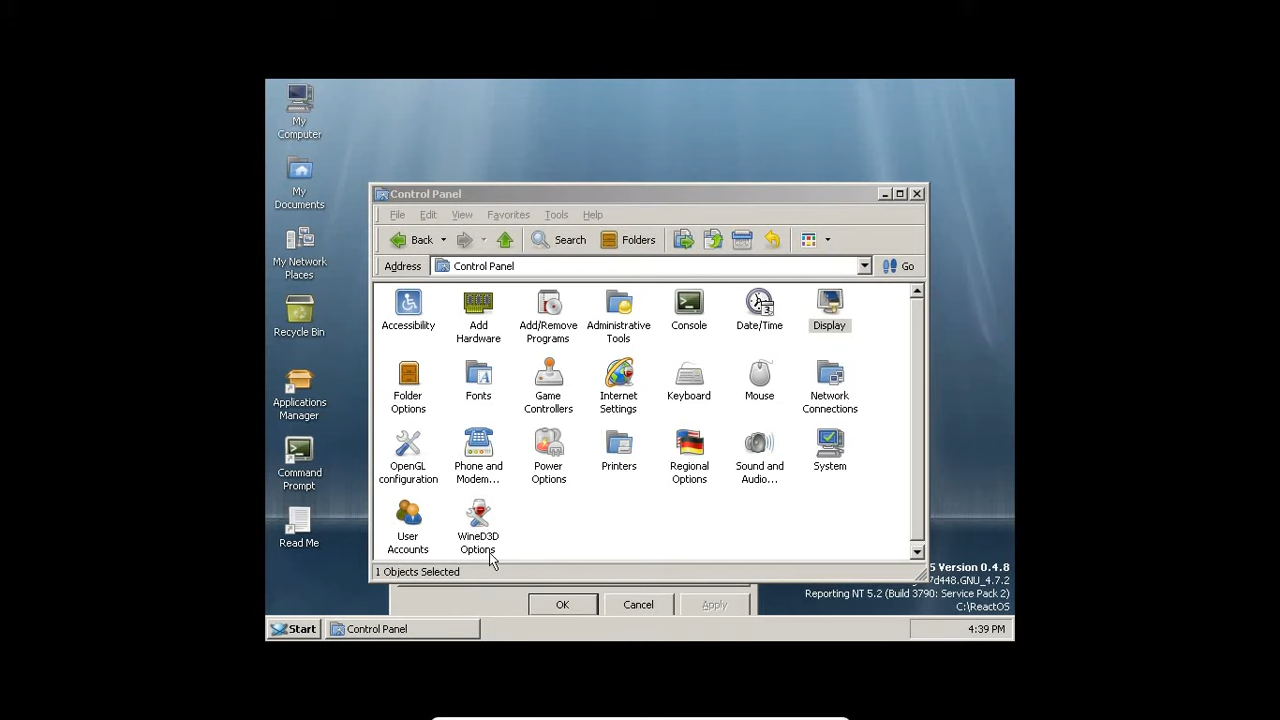 My
Computer
My
Documents
My Network
Places
Recycle Bin
Applications
Manager
Command
Prompt
Read Me
Control Panel
File Edit View Favorites Tools Help
Back Search Folders
Address Control Panel Go
Accessibility
Add
Hardware
Add/Remove
Programs
Administrative
Tools
Console
Date/Time
Display
Folder
Options
Fonts
Game
Controllers
Internet
Settings
Keyboard
Mouse
Network
Connections
OpenGL
configuration
Phone and
Modem...
Power
Options
Printers
Regional
Options
Sound and
Audio...
System
User
Accounts
WineD3D
Options
1 Objects Selected
OK Cancel Apply
5 Version 0.4.8
7d448.GNU_4.7.2
Reporting NT 5.2 (Build 3790: Service Pack 2)
C:\ReactOS
Start Control Panel 4:39 PM